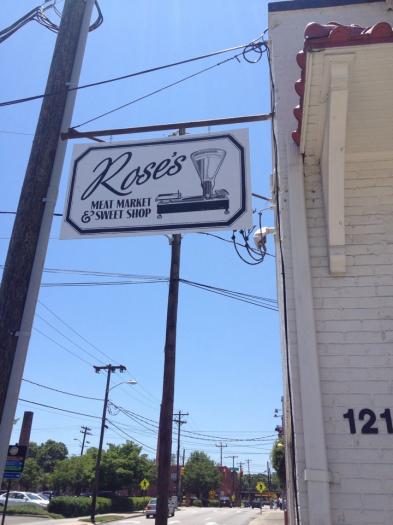 Rose's
MEAT MARKET
& SWEET SHOP
121